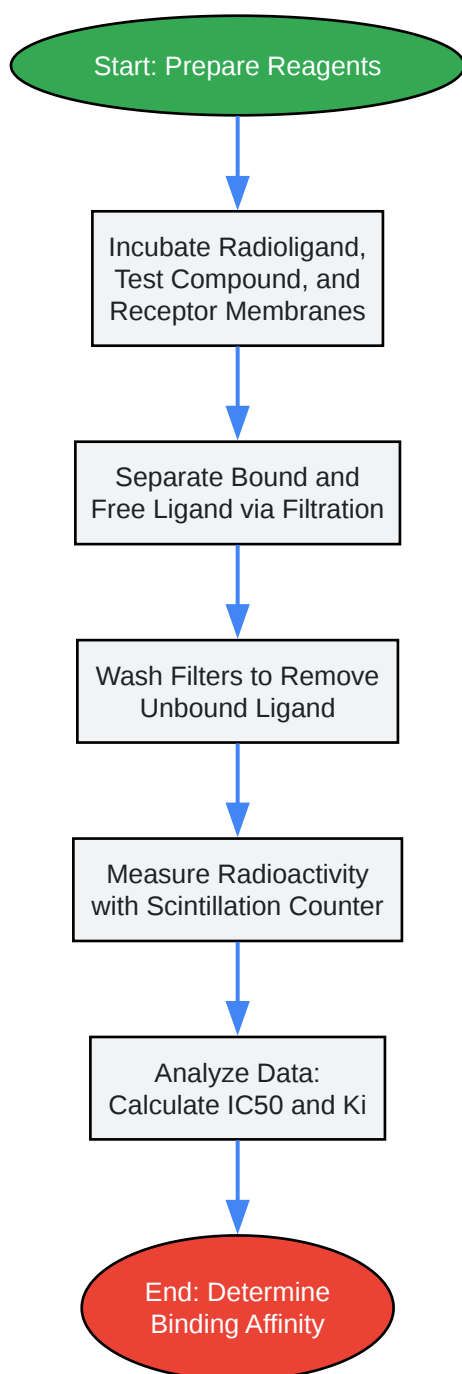 Start: Prepare Reagents
Incubate Radioligand,
Test Compound, and
Receptor Membranes
Separate Bound and
Free Ligand via Filtration
Wash Filters to Remove
Unbound Ligand
Measure Radioactivity
with Scintillation Counter
Analyze Data:
Calculate IC50 and Ki
End: Determine
Binding Affinity